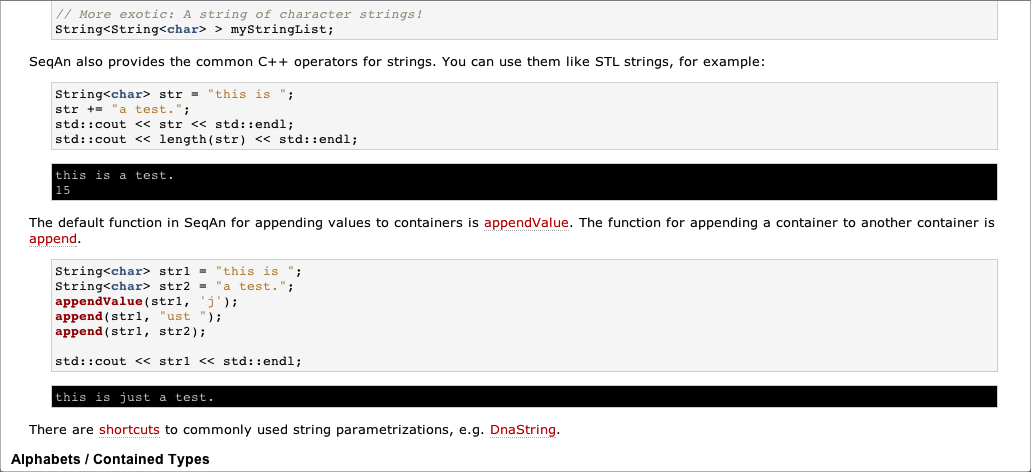 // More exotic: A string of character strings!
String<String<char> > myStringList;
SeqAn also provides the common C++ operators for strings. You can use them like STL strings, for example:
String<char> str = "this is ";
str += "a test.";
std::cout << str << std::endl;
std::cout << length(str) << std::endl;
this is a test.
15
The default function in SeqAn for appending values to containers is appendValue. The function for appending a container to another container is
append.
String<char> str1 = "this is ";
String<char> str2 = "a test.";
appendValue(str1, 'j');
append(str1, "ust ");
append(str1, str2);
std::cout << str1 << std::endl;
this is just a test.
There are shortcuts to commonly used string parametrizations, e.g. DnaString.
Alphabets / Contained Types